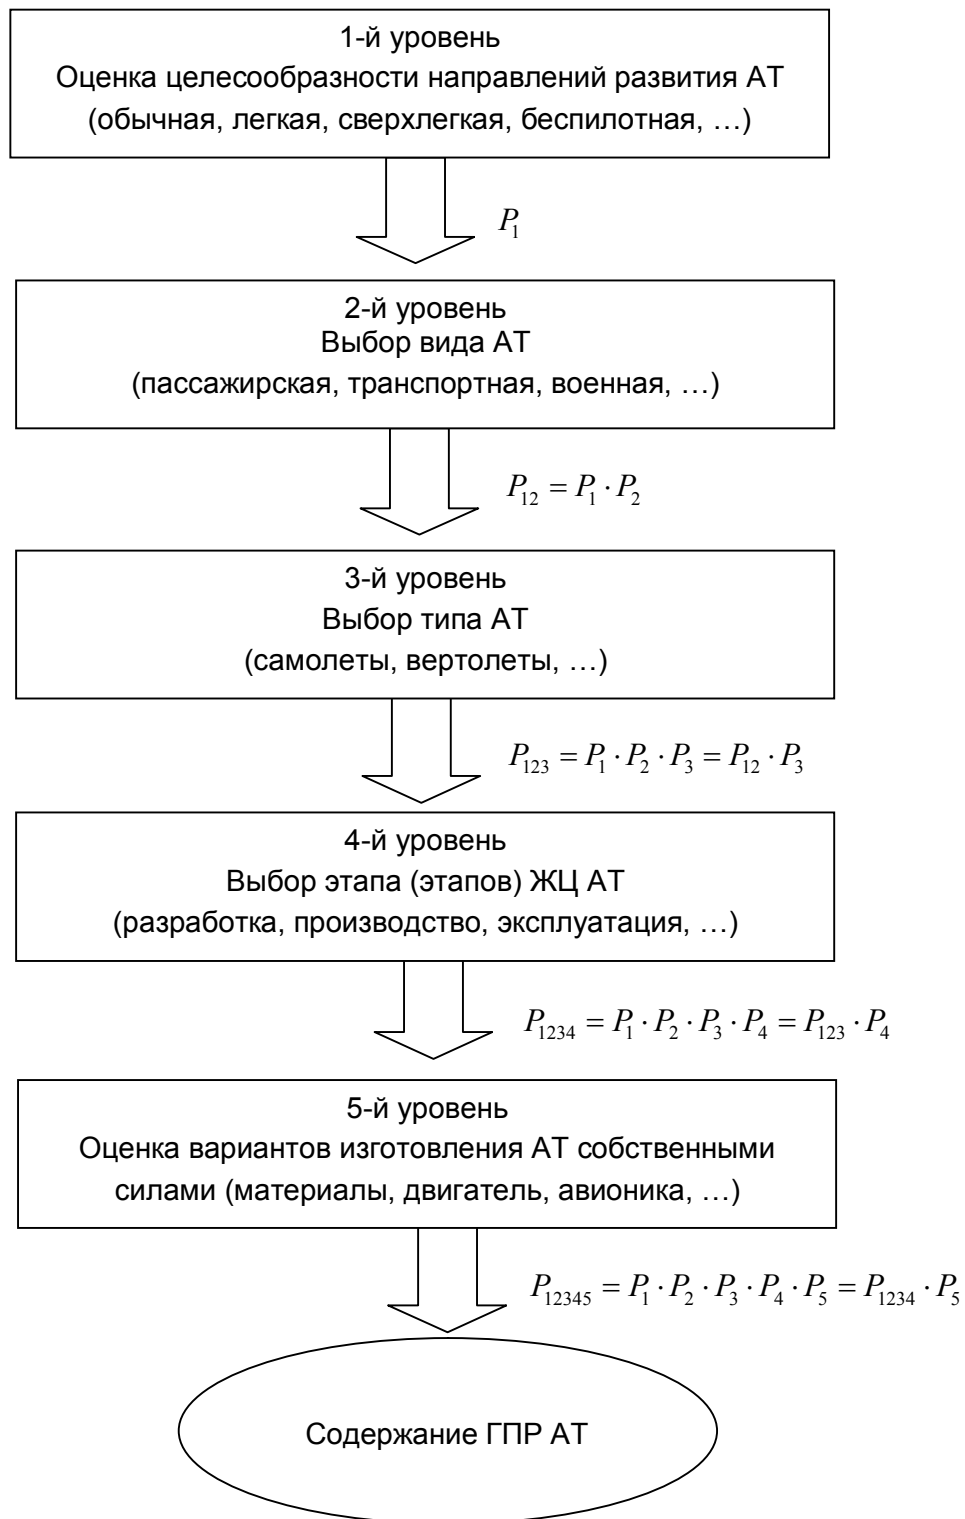 1-й уровень
Оценка целесообразности направлений развития АТ
(обычная, легкая, сверхлегкая, беспилотная, …)
P₁
2-й уровень
Выбор вида АТ
(пассажирская, транспортная, военная, …)
P₁₂ = P₁ · P₂
3-й уровень
Выбор типа АТ
(самолеты, вертолеты, …)
P₁₂₃ = P₁ · P₂ · P₃ = P₁₂ · P₃
4-й уровень
Выбор этапа (этапов) ЖЦ АТ
(разработка, производство, эксплуатация, …)
P₁₂₃₄ = P₁ · P₂ · P₃ · P₄ = P₁₂₃ · P₄
5-й уровень
Оценка вариантов изготовления АТ собственными
силами (материалы, двигатель, авионика, …)
P₁₂₃₄₅ = P₁ · P₂ · P₃ · P₄ · P₅ = P₁₂₃₄ · P₅
Содержание ГПР АТ